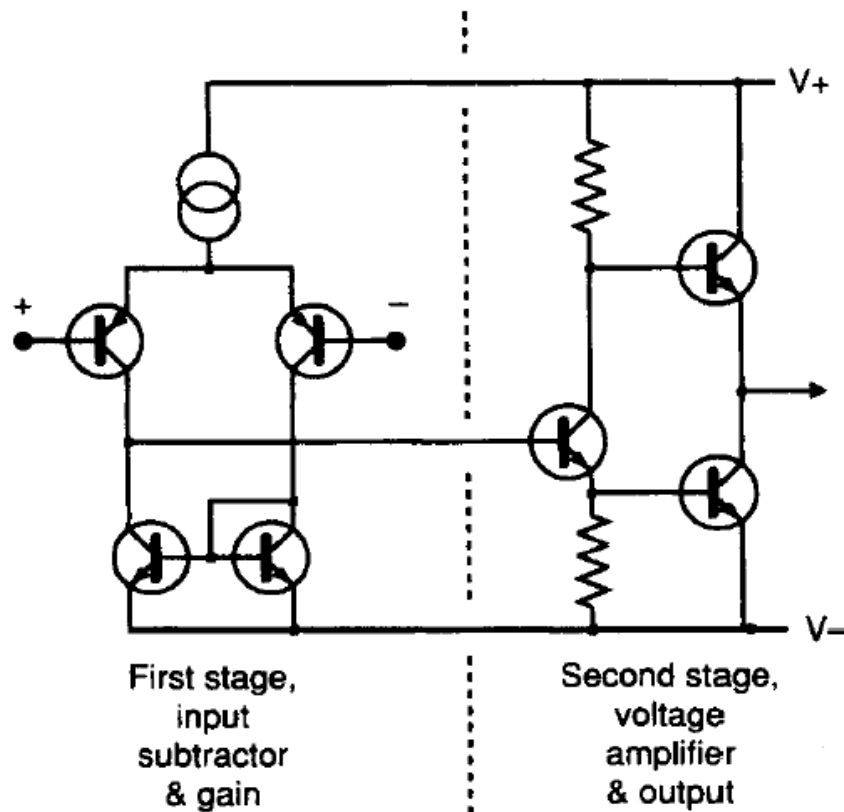 V+
+
−
V−
First stage,
input
subtractor
& gain
Second stage,
voltage
amplifier
& output